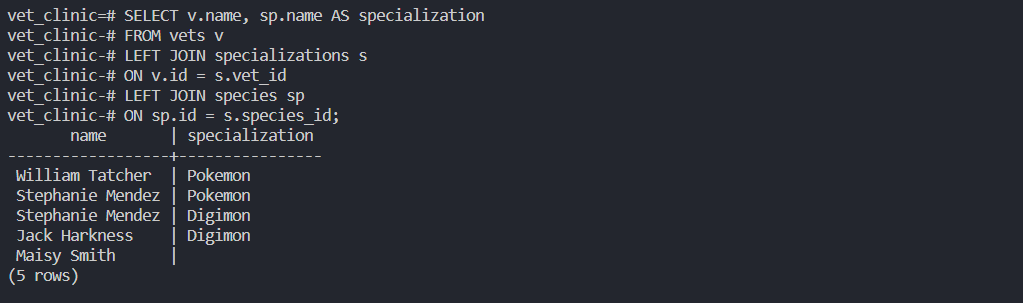 vet_clinic=# SELECT v.name, sp.name AS specialization
vet_clinic-# FROM vets v
vet_clinic-# LEFT JOIN specializations s
vet_clinic-# ON v.id = s.vet_id
vet_clinic-# LEFT JOIN species sp
vet_clinic-# ON sp.id = s.species_id;
       name       | specialization
------------------+----------------
 William Tatcher  | Pokemon
 Stephanie Mendez | Pokemon
 Stephanie Mendez | Digimon
 Jack Harkness    | Digimon
 Maisy Smith      |
(5 rows)